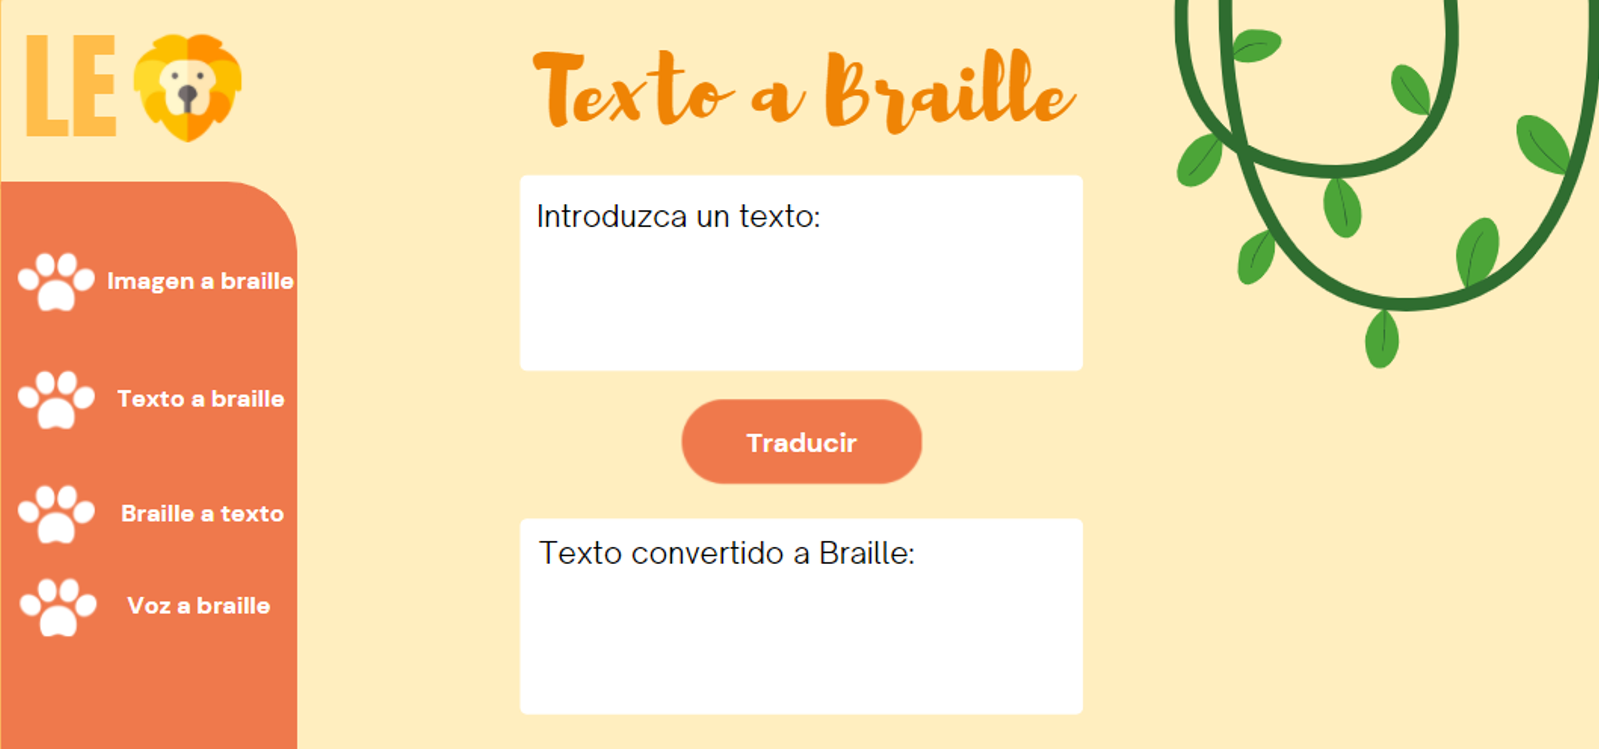 LE
Texto a Braille
Introduzca un texto:
Imagen a braille
Texto a braille
Traducir
Braille a texto
Texto convertido a Braille:
Voz a braille